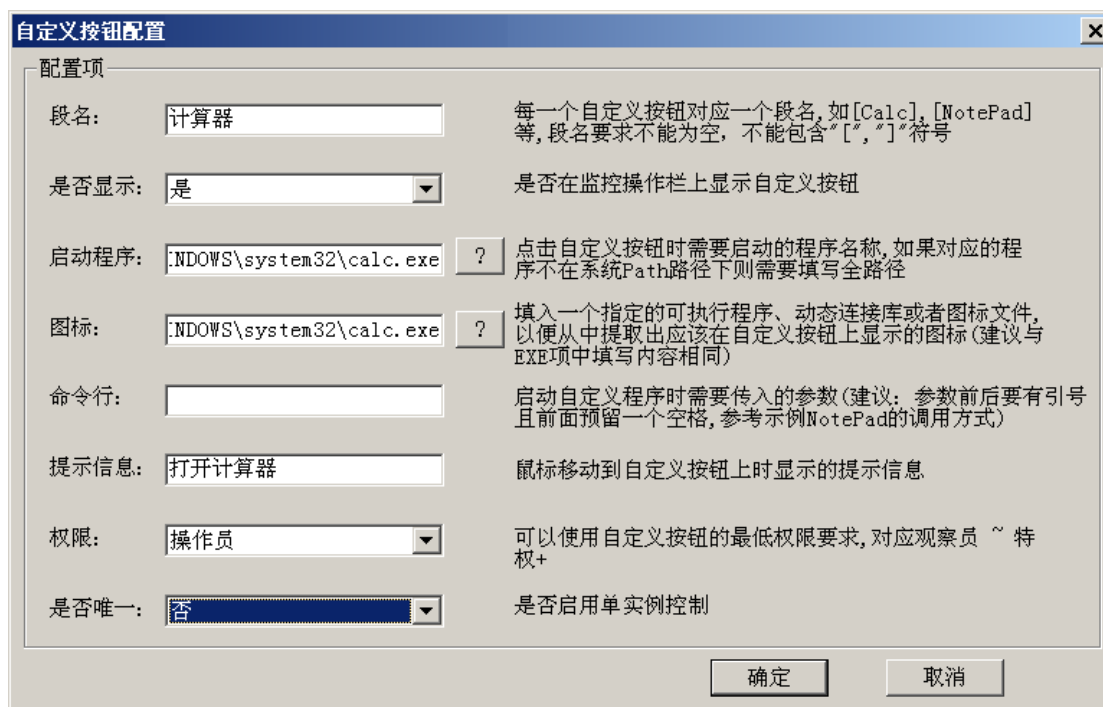 自定义按钮配置
配置项
段名:
计算器
每一个自定义按钮对应一个段名,如[Calc],[NotePad]
等,段名要求不能为空，不能包含"[","]"符号
是否显示:
是
是否在监控操作栏上显示自定义按钮
启动程序:
NDOWS\system32\calc.exe
?
点击自定义按钮时需要启动的程序名称,如果对应的程
序不在系统Path路径下则需要填写全路径
图标:
NDOWS\system32\calc.exe
?
填入一个指定的可执行程序、动态连接库或者图标文件,
以便从中提取出应该在自定义按钮上显示的图标(建议与
EXE项中填写内容相同)
命令行:
启动自定义程序时需要传入的参数(建议：参数前后要有引号
且前面预留一个空格,参考示例NotePad的调用方式)
提示信息:
打开计算器
鼠标移动到自定义按钮上时显示的提示信息
权限:
操作员
可以使用自定义按钮的最低权限要求,对应观察员 ~ 特
权+
是否唯一:
否
是否启用单实例控制
确定
取消